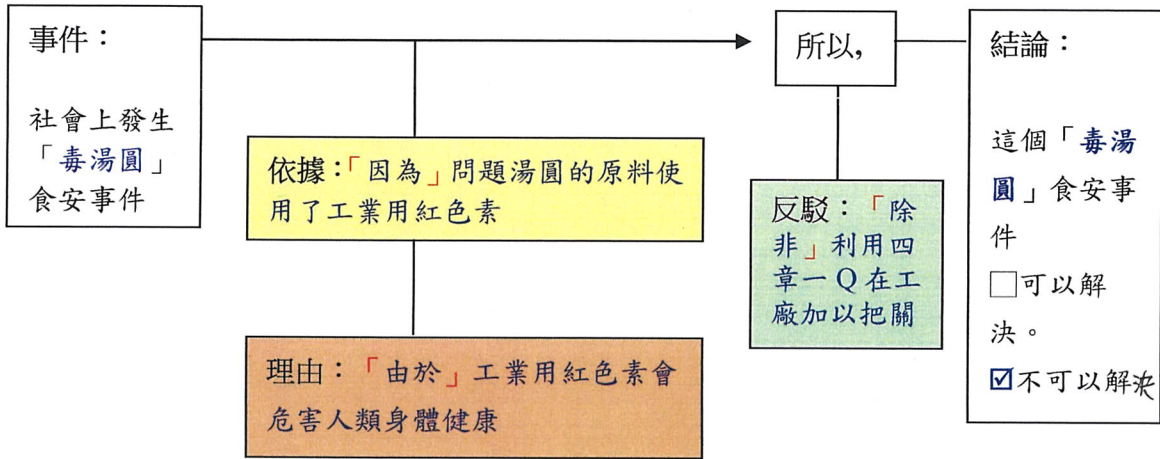 事件：
社會上發生
「毒湯圓」
食安事件
依據：「因為」問題湯圓的原料使
用了工業用紅色素
理由：「由於」工業用紅色素會
危害人類身體健康
所以,
反駁：「除
非」利用四
章一 Q 在工
廠加以把關
結論：
這個「毒湯
圓」食安事
件
□可以解
決。
☑不可以解決